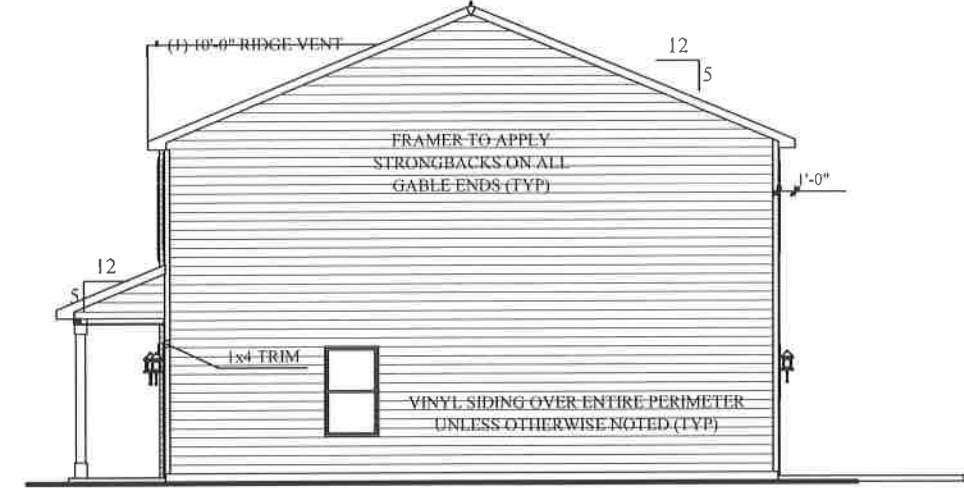 (1) 10'-0" RIDGE VENT
12
5
FRAMER TO APPLY
STRONGBACKS ON ALL
GABLE ENDS (TYP)
1'-0"
12
5
1x4 TRIM
VINYL SIDING OVER ENTIRE PERIMETER
UNLESS OTHERWISE NOTED (TYP)